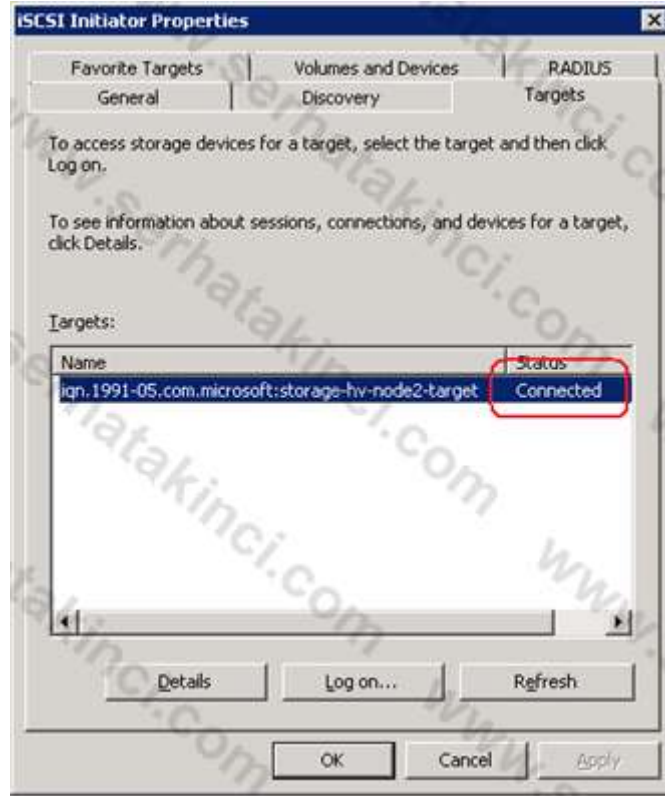 iSCSI Initiator Properties
Favorite Targets Volumes and Devices RADIUS
General Discovery Targets
To access storage devices for a target, select the target and then click
Log on.
To see information about sessions, connections, and devices for a target,
click Details.
Targets:
Name Status
iqn.1991-05.com.microsoft:storage-hv-node2-target Connected
Details Log on... Refresh
OK Cancel Apply
www.serhatakinci.com